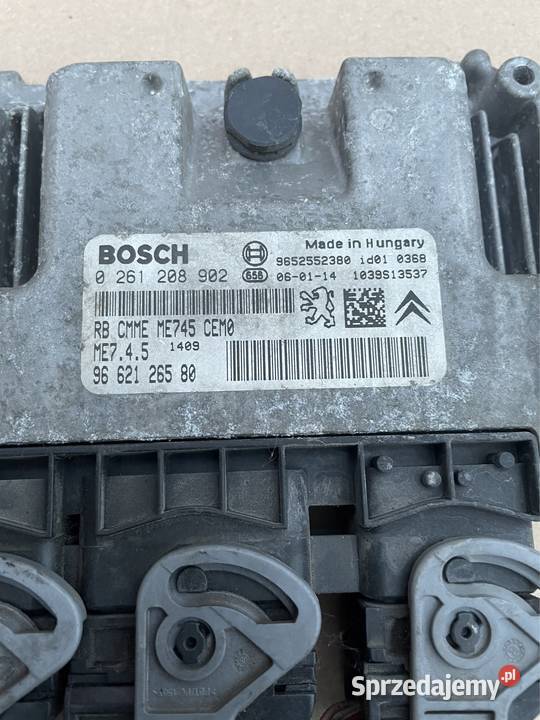 BOSCH
Made in Hungary
9652552380 id01 0368
0 261 208 902
658 06-01-14 1039S13537
RB CMME ME745 CEM0
ME7.4.5 1409
96 621 265 80
Sprzedajemy.pl